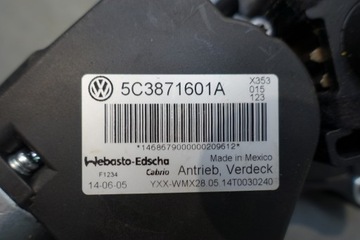 5C3871601A
X353
015
123
*1468679000000209612*
Webasto-Edscha
Cabrio
Made in Mexico
F1234
Antrieb, Verdeck
14-06-05
YXX-WMX28.05.14T0030240